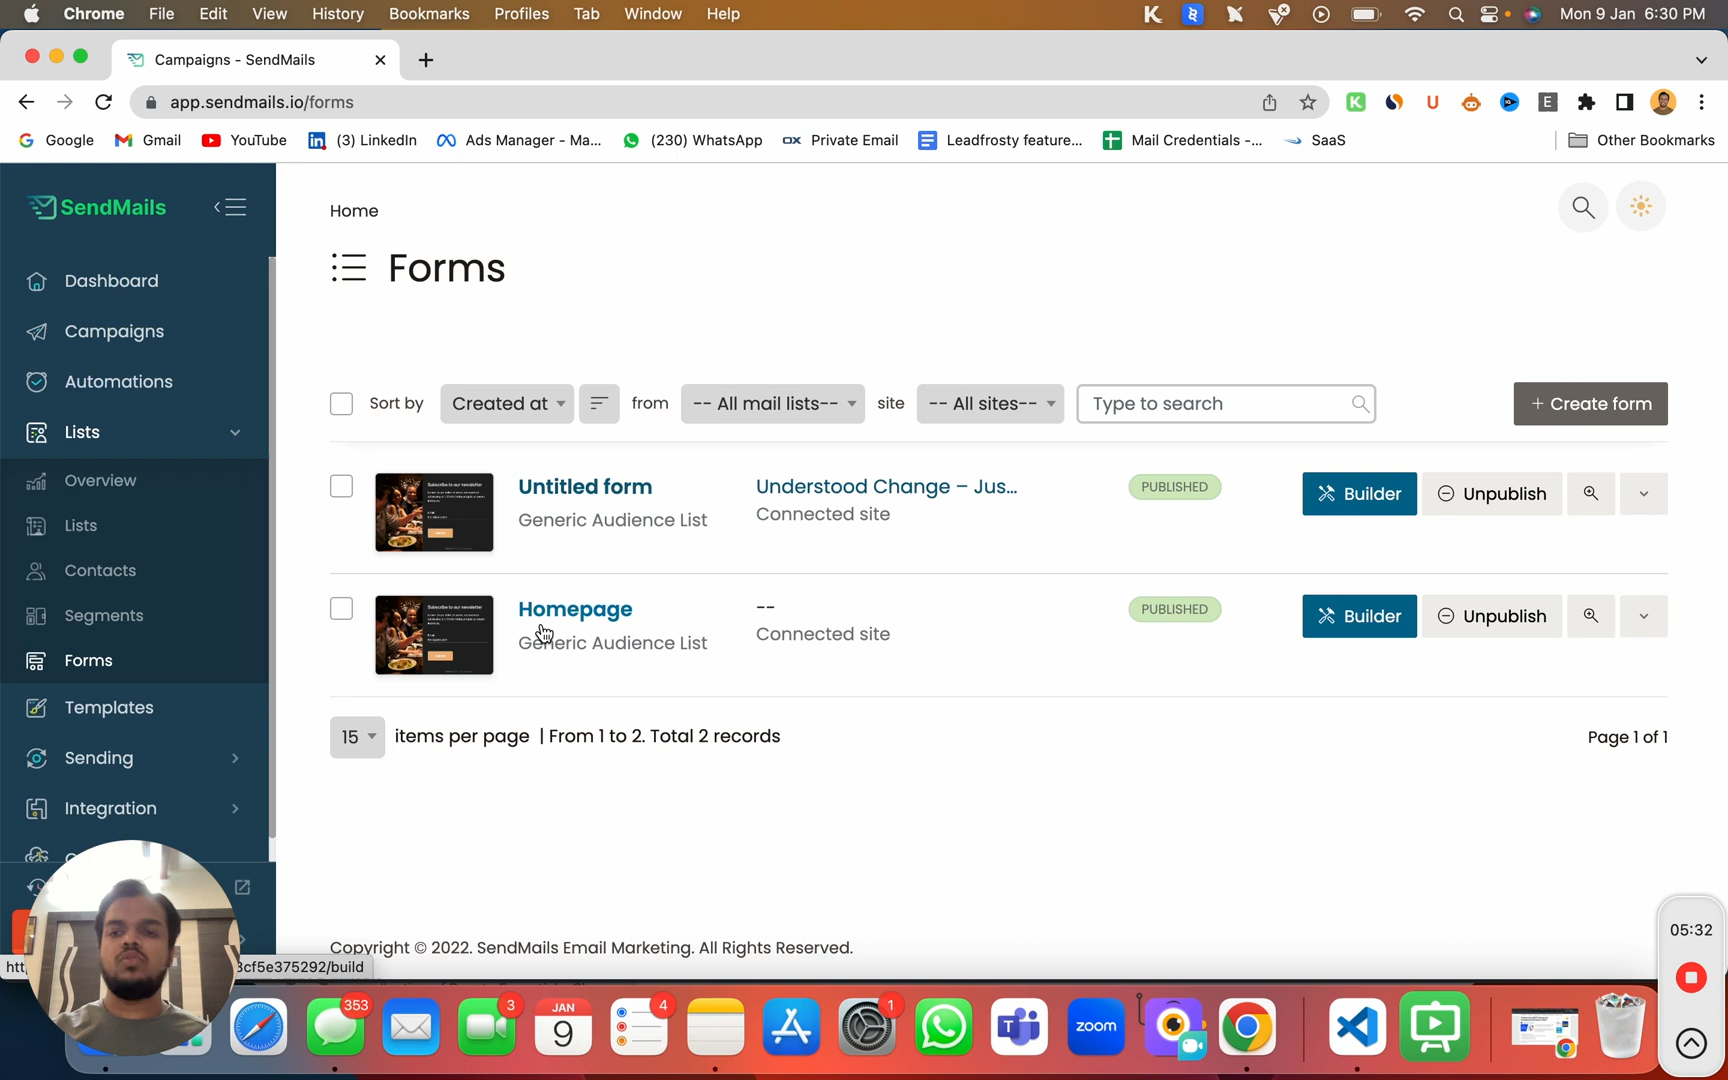 Chrome File Edit View History Bookmarks Profiles Tab Window Help Mon 9 Jan 6:30 PM
Campaigns - SendMails
app.sendmails.io/forms
Google Gmail YouTube (3) LinkedIn Ads Manager - Ma... (230) WhatsApp Private Email Leadfrosty feature... Mail Credentials -... SaaS Other Bookmarks
SendMails
Home
Forms
Dashboard
Campaigns
Automations
Lists
Overview
Lists
Contacts
Segments
Forms
Templates
Sending
Integration
Sort by Created at from -- All mail lists-- site -- All sites-- Type to search + Create form
Untitled form Understood Change – Jus... PUBLISHED Builder Unpublish
Generic Audience List Connected site
Homepage -- PUBLISHED Builder Unpublish
Generic Audience List Connected site
15 items per page | From 1 to 2. Total 2 records Page 1 of 1
Copyright © 2022. SendMails Email Marketing. All Rights Reserved.
3cf5e375292/build
05:32
353
3
JAN
9
4
1
zoom